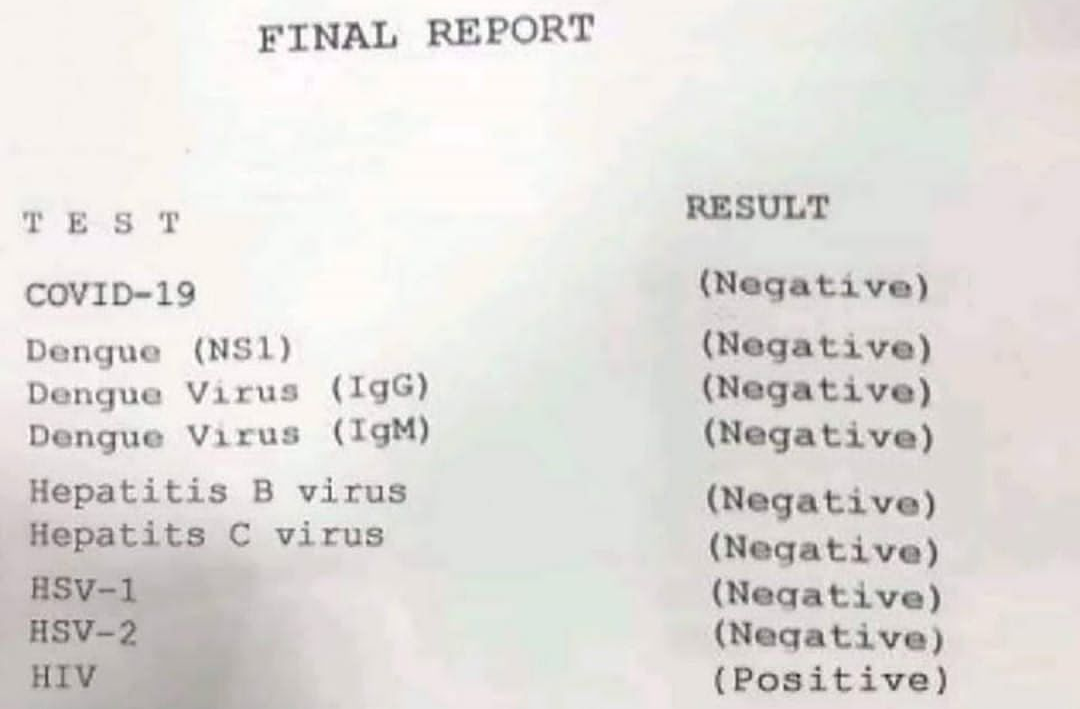 FINAL REPORT
T E S T RESULT
COVID-19 (Negative)
Dengue (NS1) (Negative)
Dengue Virus (IgG) (Negative)
Dengue Virus (IgM) (Negative)
Hepatitis B virus (Negative)
Hepatits C virus (Negative)
HSV-1 (Negative)
HSV-2 (Negative)
HIV (Positive)